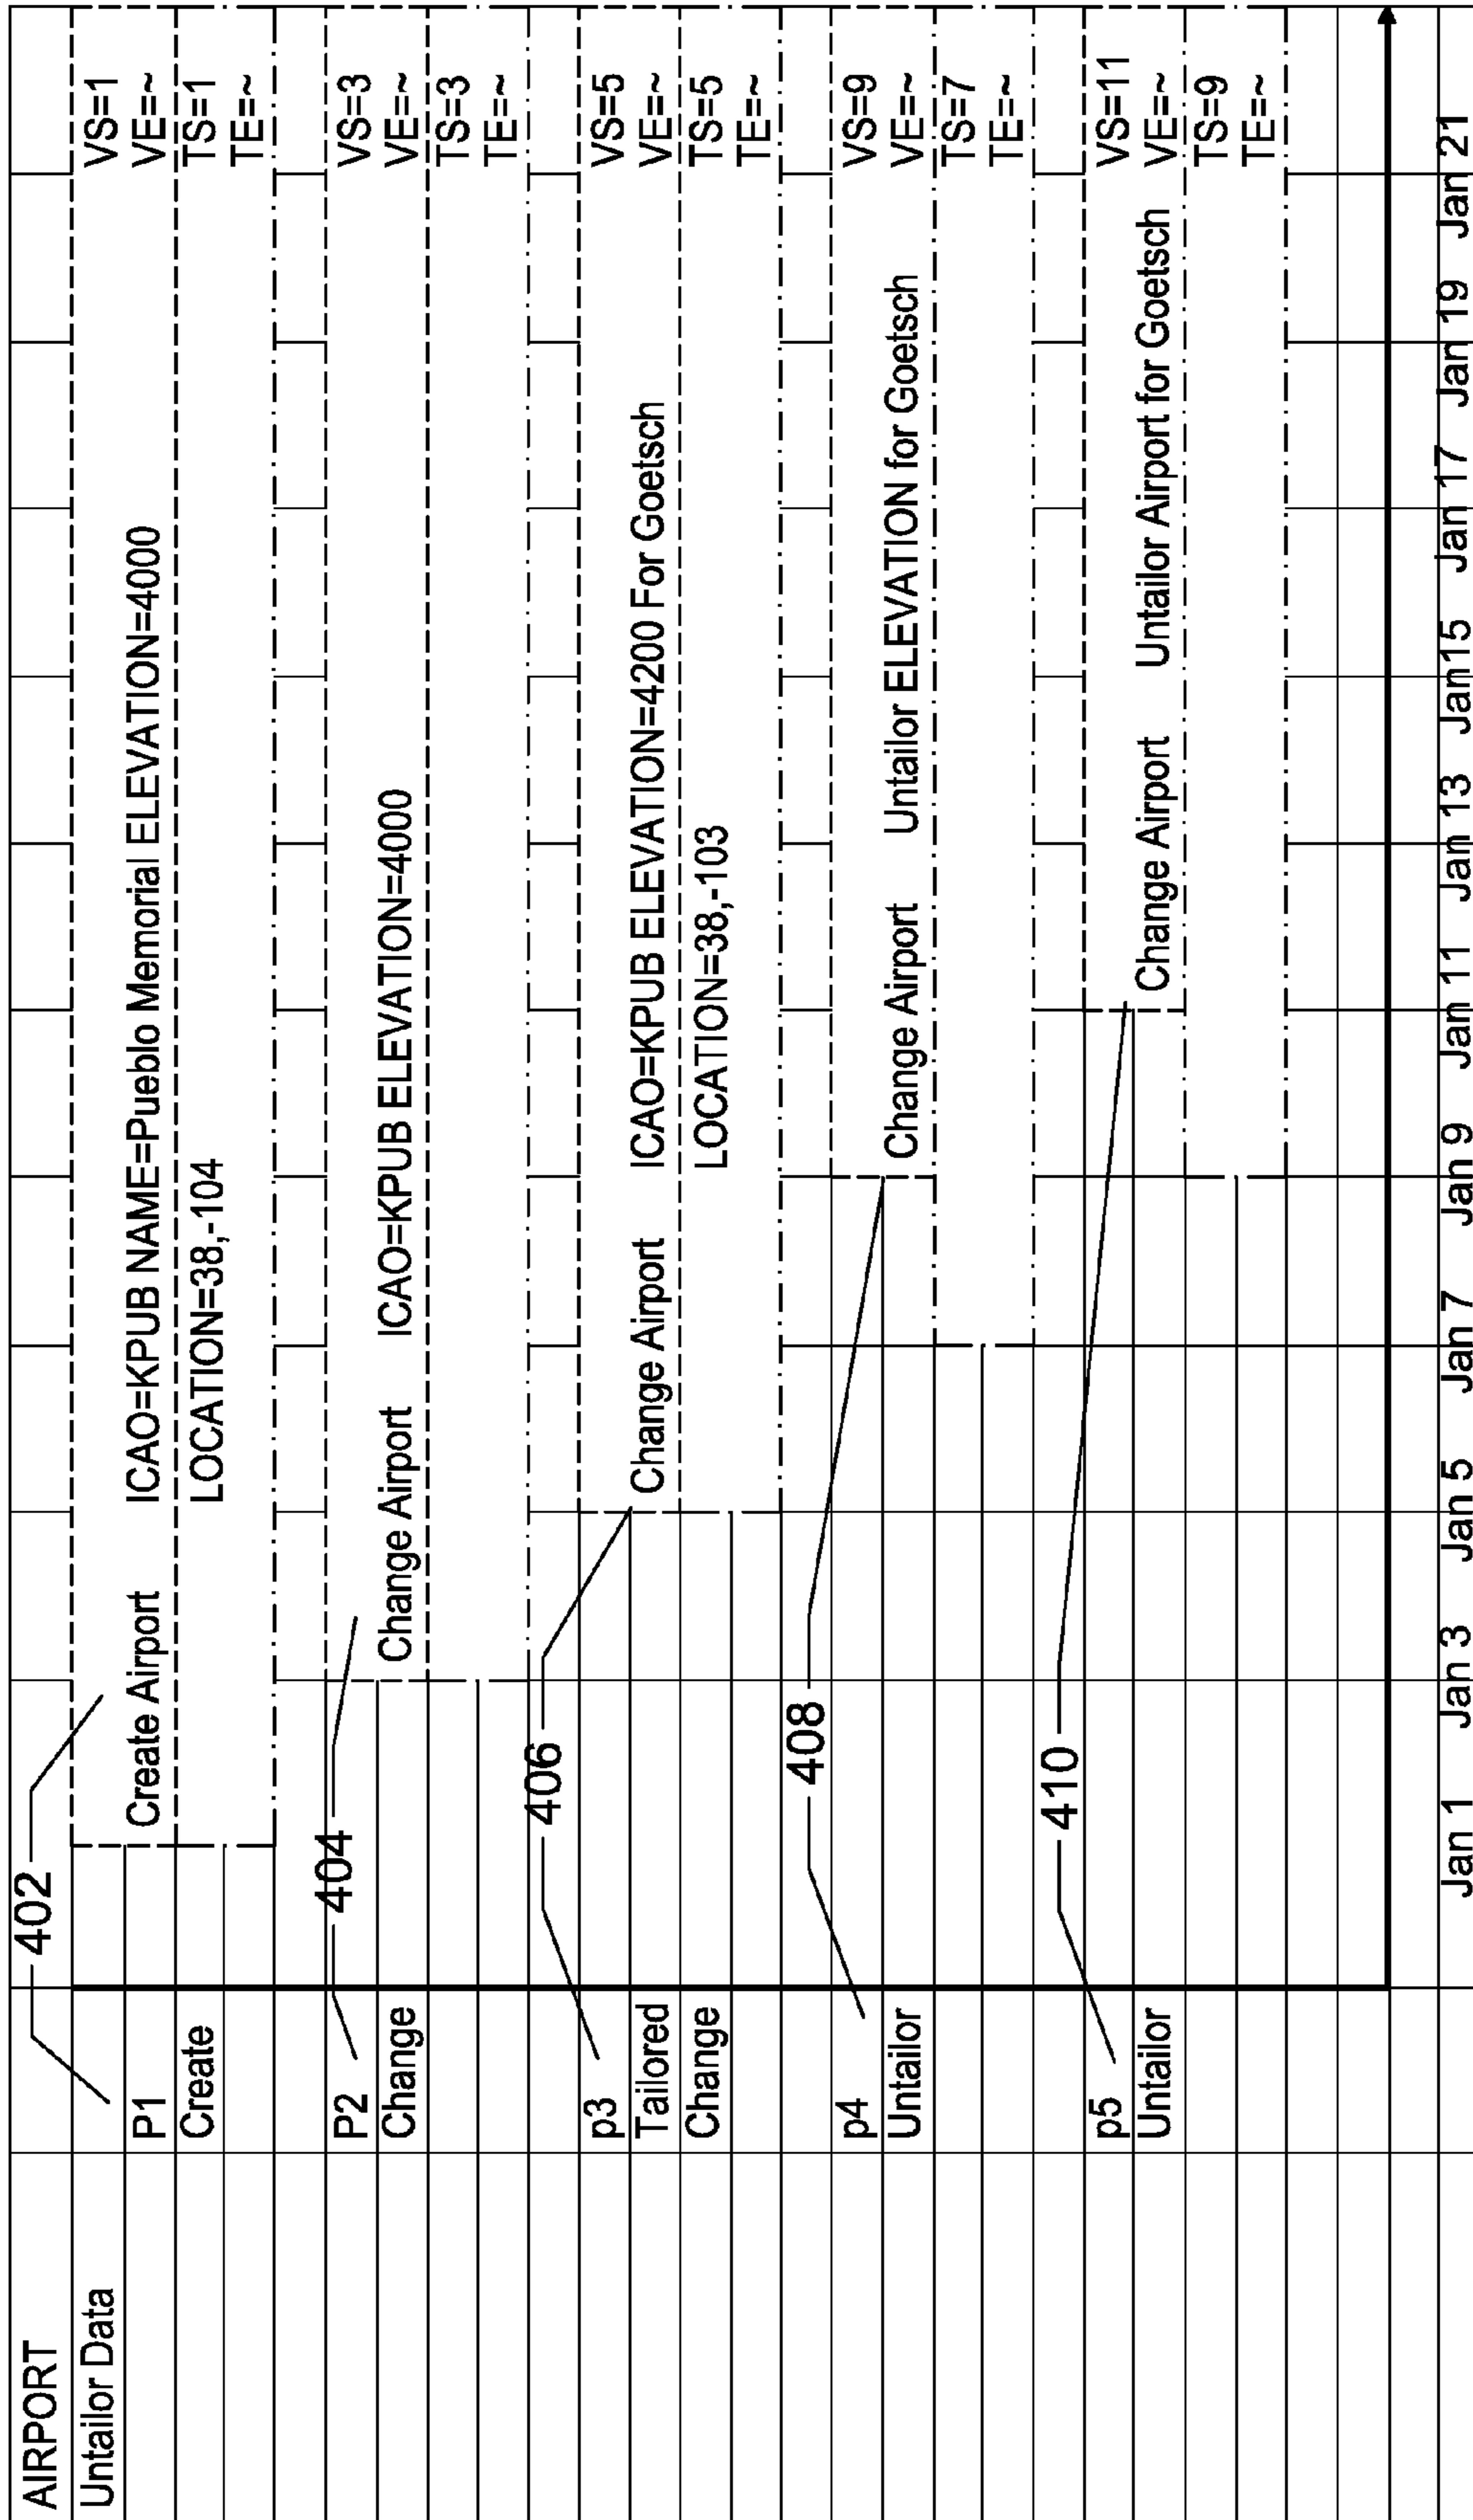 AIRPORT
Untailor Data
402
P1
Create
Create Airport
ICAO=KPUB NAME=Pueblo Memorial ELEVATION=4000
LOCATION=38,-104
VS=1
VE=~
TS=1
TE=~
404
P2
Change
Change Airport
ICAO=KPUB ELEVATION=4000
VS=3
VE=~
TS=3
TE=~
406
p3
Tailored
Change
Change Airport
ICAO=KPUB ELEVATION=4200 For Goetsch
LOCATION=38,-103
VS=5
VE=~
TS=5
TE=~
408
p4
Untailor
Change Airport
Untailor ELEVATION for Goetsch
VS=9
VE=~
TS=7
TE=~
410
p5
Untailor
Change Airport
Untailor Airport for Goetsch
VS=11
VE=~
TS=9
TE=~
Jan 1 Jan 3 Jan 5 Jan 7 Jan 9 Jan 11 Jan 13 Jan 15 Jan 17 Jan 19 Jan 21